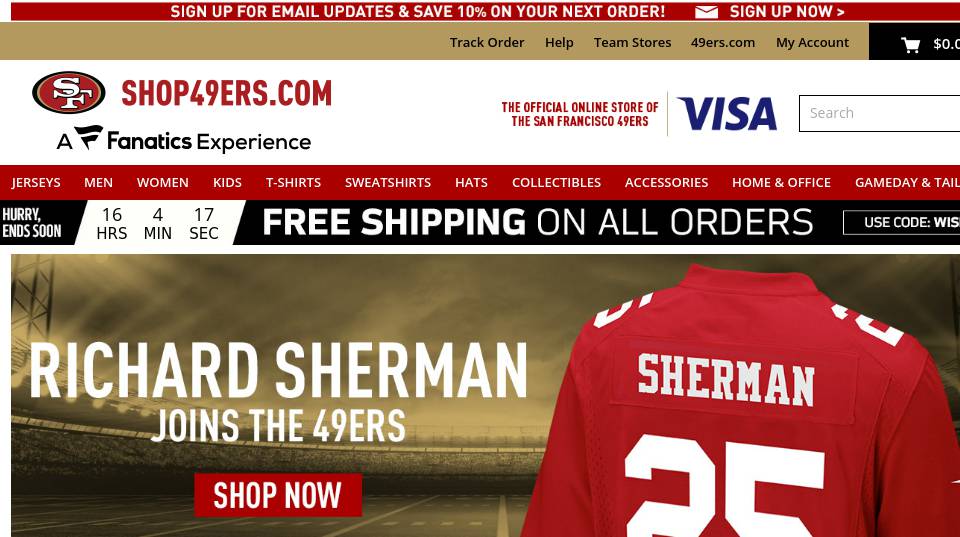 SIGN UP FOR EMAIL UPDATES & SAVE 10% ON YOUR NEXT ORDER! SIGN UP NOW >
Track Order Help Team Stores 49ers.com My Account
SF
SHOP49ERS.COM
A Fanatics Experience
THE OFFICIAL ONLINE STORE OF
THE SAN FRANCISCO 49ERS
VISA
Search
JERSEYS MEN WOMEN KIDS T-SHIRTS SWEATSHIRTS HATS COLLECTIBLES ACCESSORIES HOME & OFFICE GAMEDAY &
HURRY,
ENDS SOON
16 4 17
HRS MIN SEC
FREE SHIPPING ON ALL ORDERS
USE CODE:
RICHARD SHERMAN
JOINS THE 49ERS
SHOP NOW
SHERMAN
25